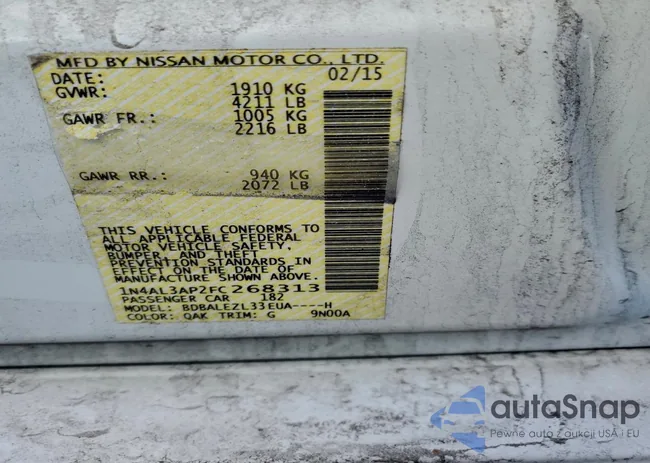 MFD BY NISSAN MOTOR CO., LTD.
DATE: 02/15
GVWR: 1910 KG
4211 LB
GAWR FR.: 1005 KG
2216 LB
GAWR RR.: 940 KG
2072 LB
THIS VEHICLE CONFORMS TO
ALL APPLICABLE FEDERAL
MOTOR VEHICLE SAFETY,
BUMPER, AND THEFT
PREVENTION STANDARDS IN
EFFECT ON THE DATE OF
MANUFACTURE SHOWN ABOVE.
1N4AL3AP2FC268313
PASSENGER CAR 182
MODEL: BDBALEZL33EUA----H
COLOR: QAK TRIM: G 9N00A
autaSnap
Pewne auto z aukcji USA i EU